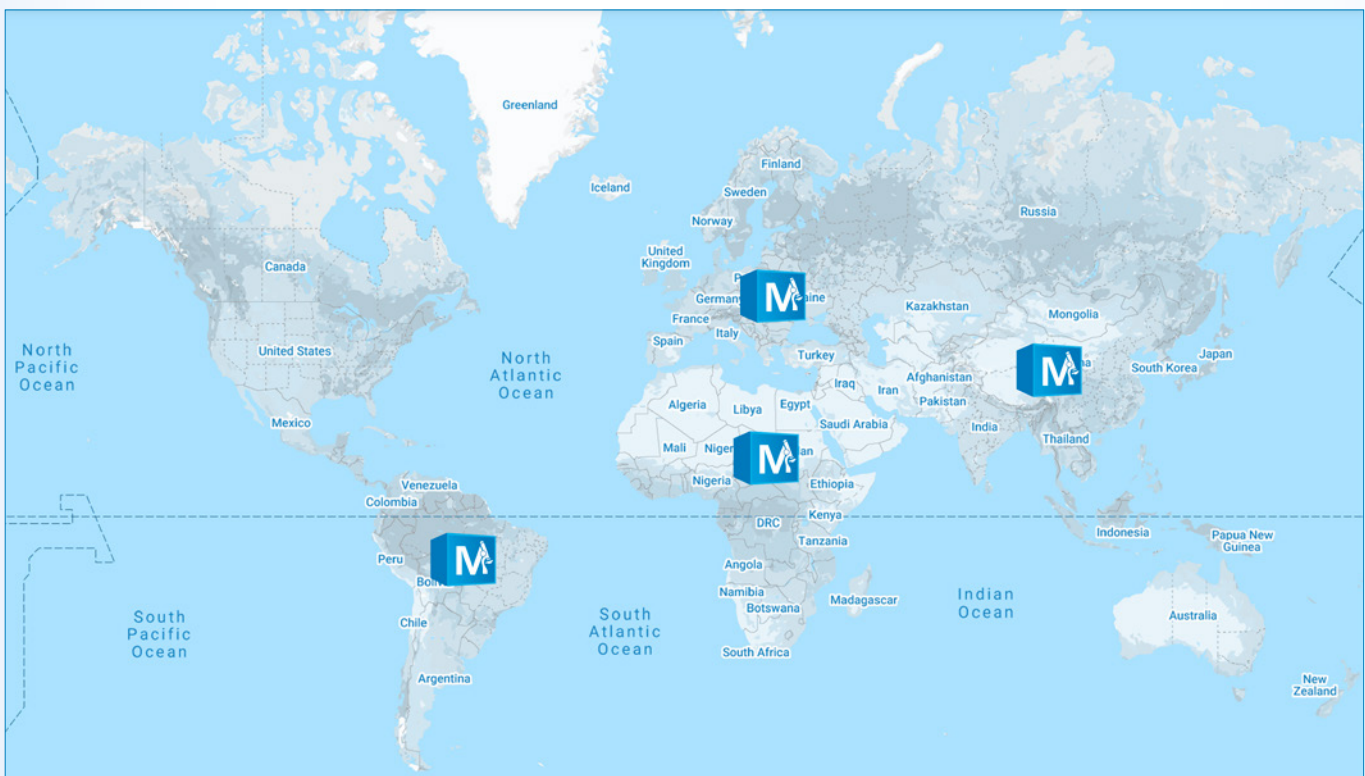 Greenland
Iceland
Finland
Sweden
Norway
Russia
United
Kingdom
Canada
Germany
M
France
Kazakhstan
Mongolia
Italy
Spain
Turkey
United States
North
Pacific
Ocean
North
Atlantic
Ocean
Japan
South Korea
M
Afghanistan
Iraq
Iran
Pakistan
Algeria
Libya
Egypt
Saudi Arabia
Mexico
India
Thailand
Mali
Niger
M
Nigeria
Ethiopia
Venezuela
Colombia
Kenya
DRC
Tanzania
Indonesia
Papua New
Guinea
Peru
M
Angola
Namibia
Botswana
Madagascar
Indian
Ocean
Australia
Chile
South
Pacific
Ocean
South
Atlantic
Ocean
South Africa
Argentina
New
Zealand